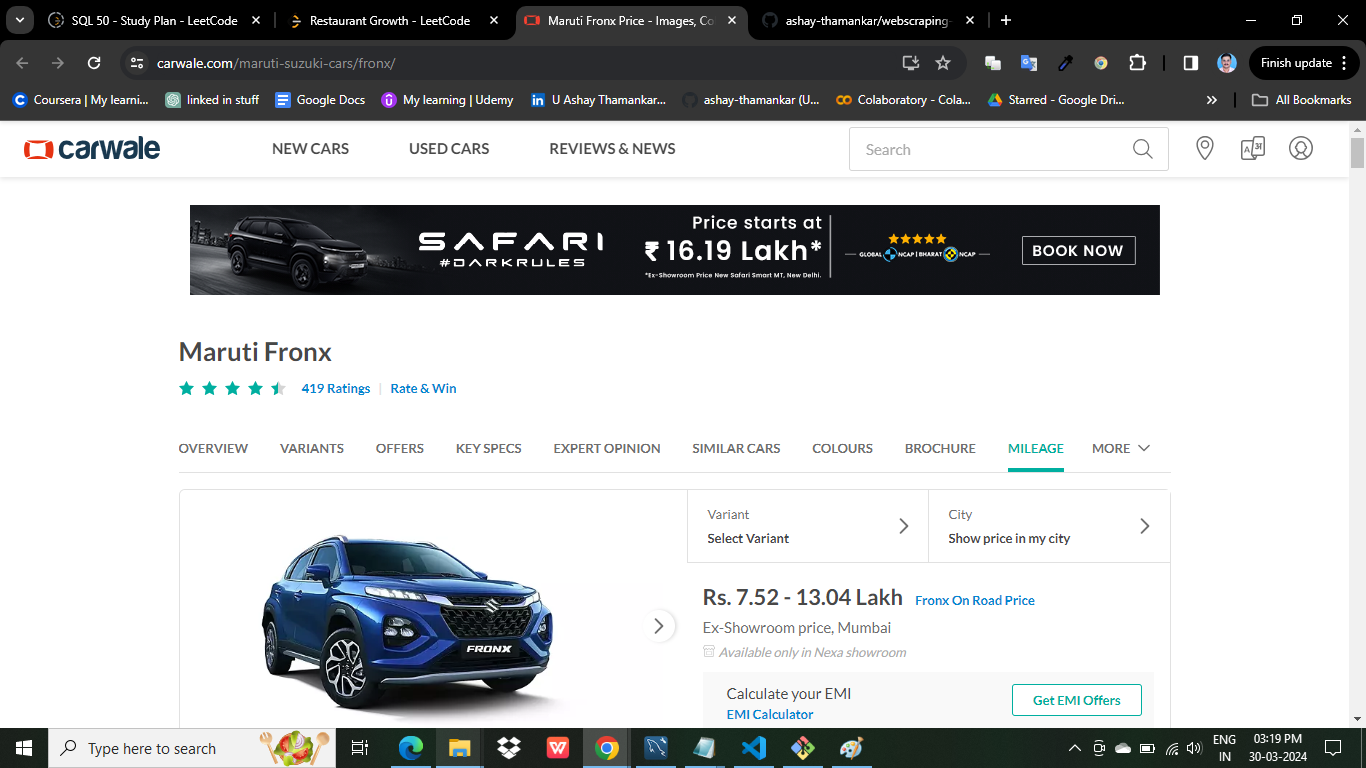 SQL 50 - Study Plan - LeetCode
Restaurant Growth - LeetCode
Maruti Fronx Price - Images, Co
ashay-thamankar/webscraping-
carwale.com/maruti-suzuki-cars/fronx/
Finish update
Coursera | My learni...
linked in stuff
Google Docs
My learning | Udemy
U Ashay Thamankar...
ashay-thamankar (U...
Colaboratory - Cola...
Starred - Google Dri...
All Bookmarks
carwale
NEW CARS
USED CARS
REVIEWS & NEWS
Search
SAFARI
#DARKRULES
Price starts at
₹ 16.19 Lakh*
*Ex-Showroom Price New Safari Smart MT, New Delhi.
GLOBAL NCAP | BHARAT NCAP
BOOK NOW
Maruti Fronx
419 Ratings | Rate & Win
OVERVIEW
VARIANTS
OFFERS
KEY SPECS
EXPERT OPINION
SIMILAR CARS
COLOURS
BROCHURE
MILEAGE
MORE
FRONX
Variant
Select Variant
City
Show price in my city
Rs. 7.52 - 13.04 Lakh Fronx On Road Price
Ex-Showroom price, Mumbai
Available only in Nexa showroom
Calculate your EMI
EMI Calculator
Get EMI Offers
Type here to search
ENG
IN
03:19 PM
30-03-2024